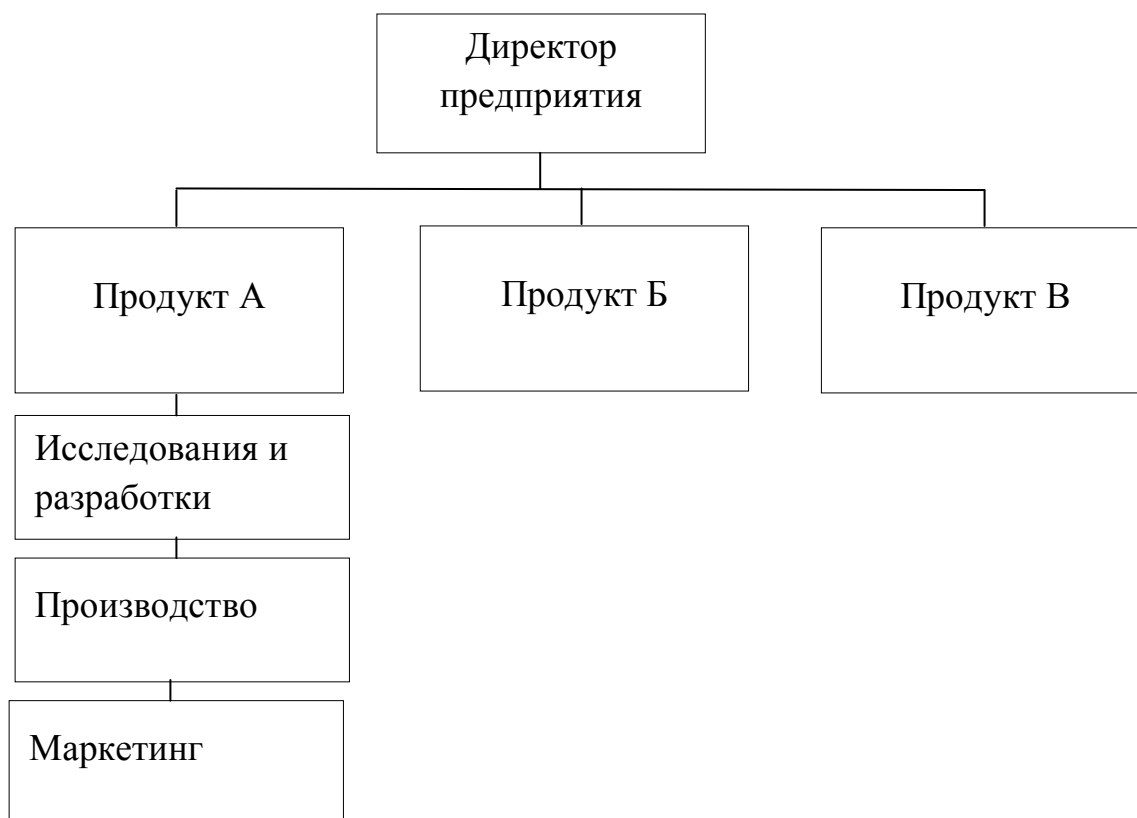 Директор
предприятия
Продукт А
Продукт Б
Продукт В
Исследования и
разработки
Производство
Маркетинг